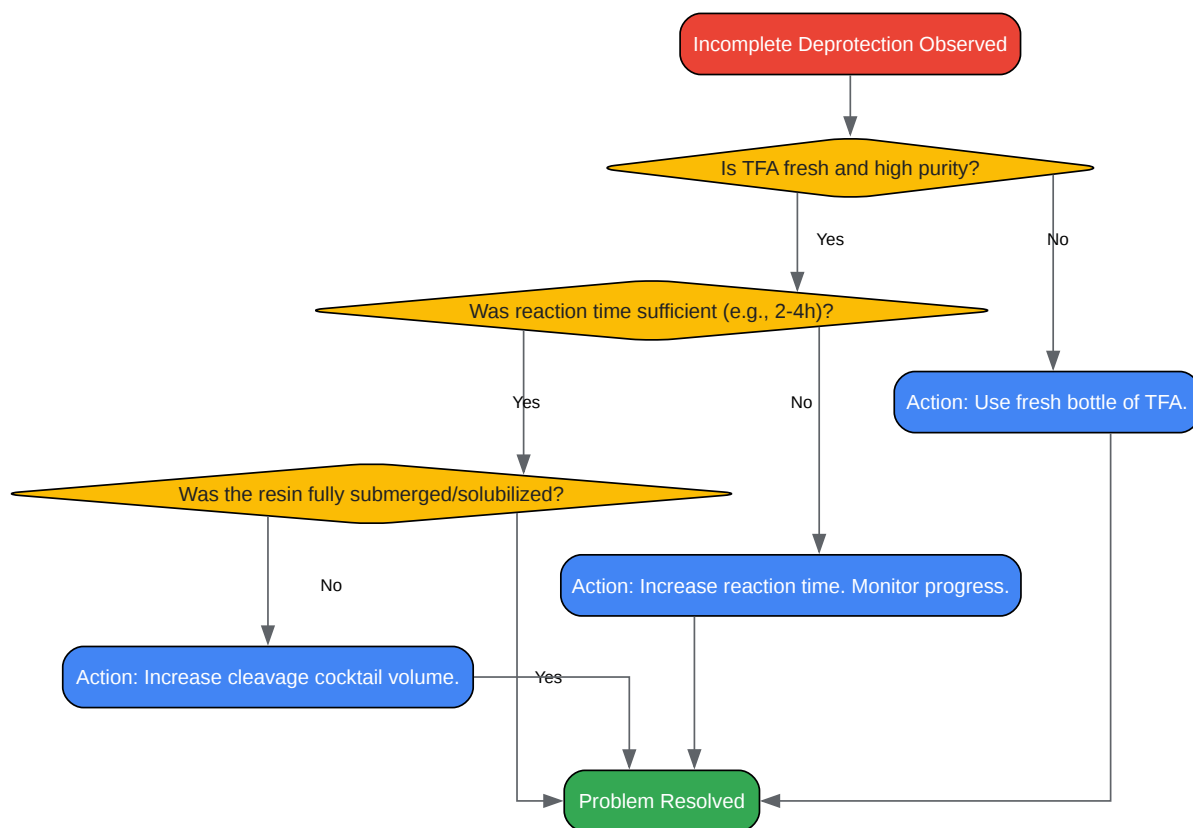 Incomplete Deprotection Observed
Is TFA fresh and high purity?
Yes
No
Was reaction time sufficient (e.g., 2-4h)?
Yes
No
Action: Use fresh bottle of TFA.
Was the resin fully submerged/solubilized?
No
Action: Increase reaction time. Monitor progress.
Action: Increase cleavage cocktail volume.
Yes
Problem Resolved